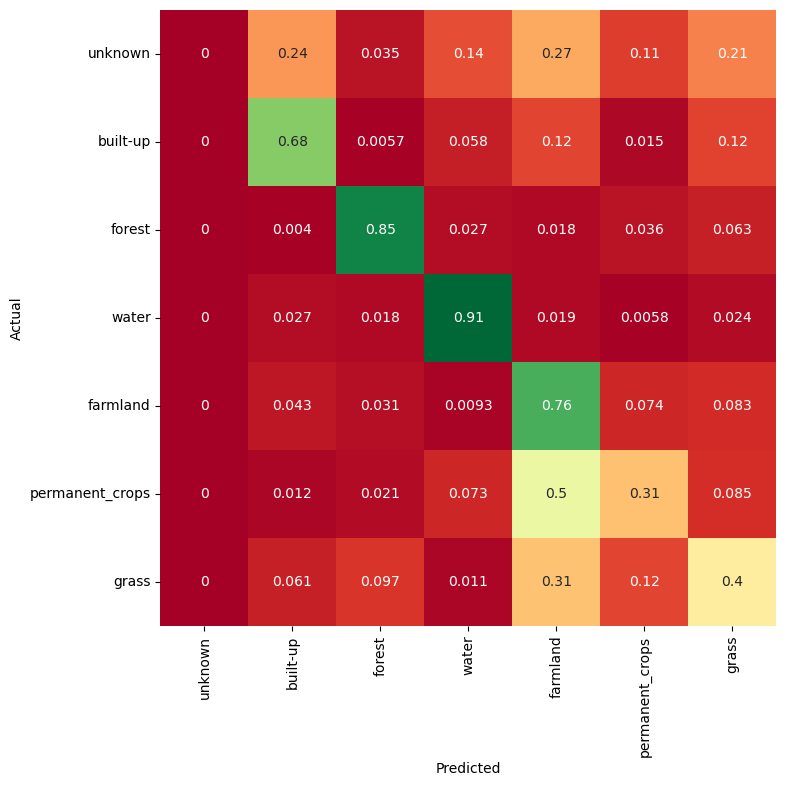 unknown 0 0.24 0.035 0.14 0.27 0.11 0.21
built-up 0 0.68 0.0057 0.058 0.12 0.015 0.12
forest 0 0.004 0.85 0.027 0.018 0.036 0.063
water 0 0.027 0.018 0.91 0.019 0.0058 0.024
farmland 0 0.043 0.031 0.0093 0.76 0.074 0.083
permanent_crops 0 0.012 0.021 0.073 0.5 0.31 0.085
grass 0 0.061 0.097 0.011 0.31 0.12 0.4
Actual
unknown built-up forest water farmland permanent_crops grass
Predicted